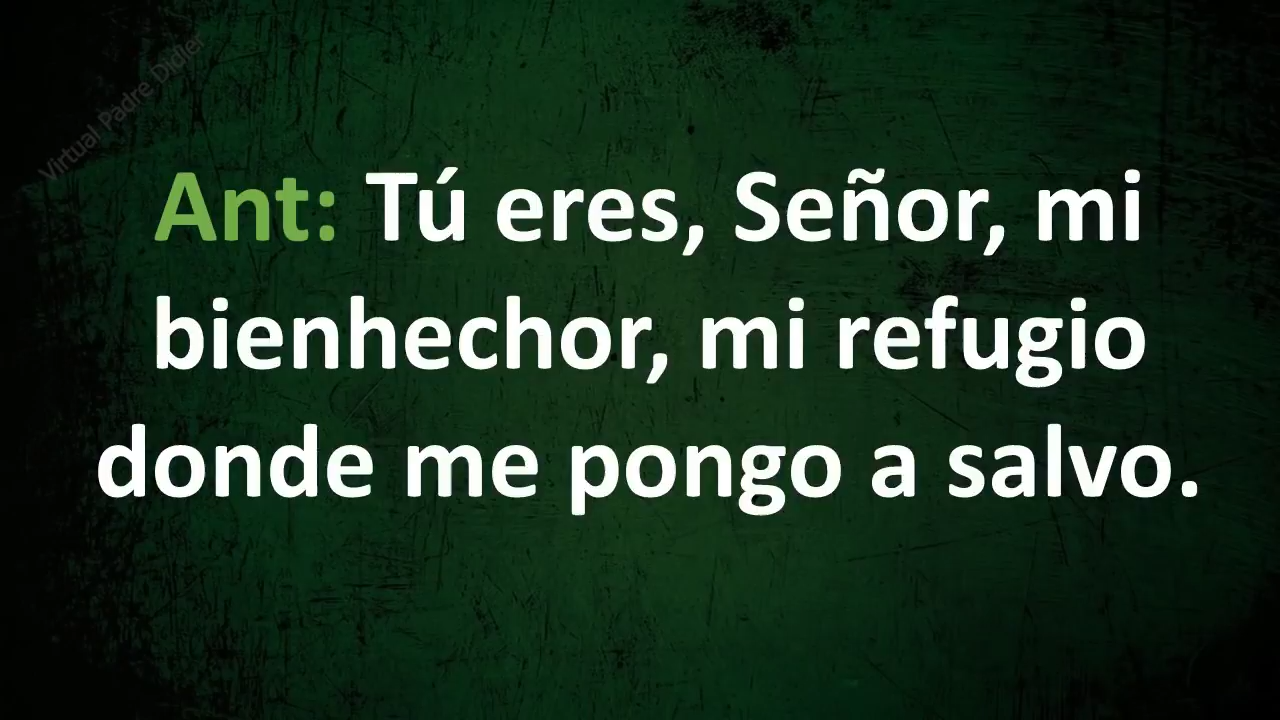 Virtual Padre Didier
Ant: Tú eres, Señor, mi
bienhechor, mi refugio
donde me pongo a salvo.